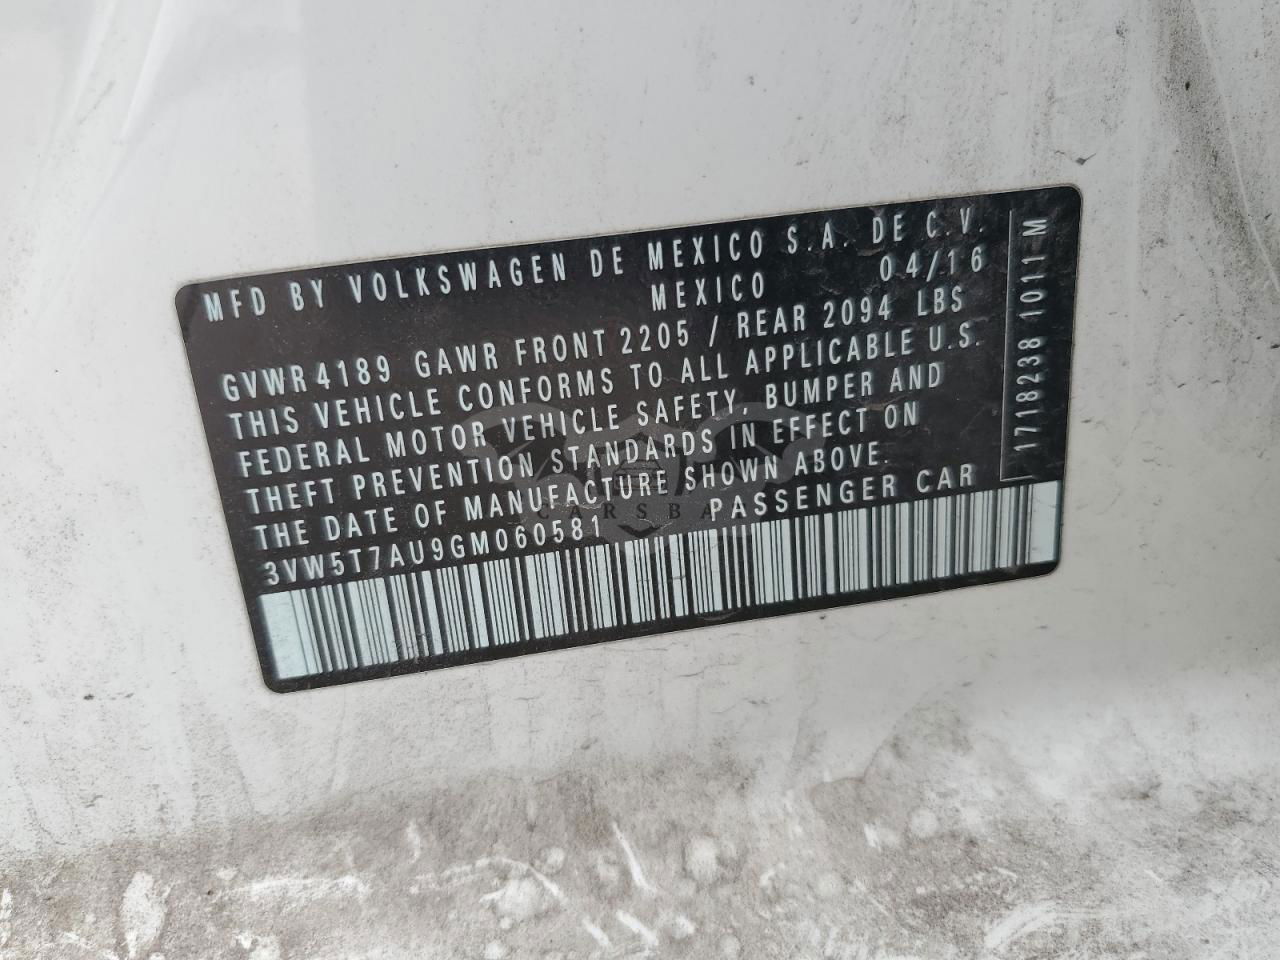 MFD BY VOLKSWAGEN DE MEXICO S.A. DE C.V.
MEXICO 04/16
GVWR 4189 GAWR FRONT 2205 / REAR 2094 LBS
THIS VEHICLE CONFORMS TO ALL APPLICABLE U.S.
FEDERAL MOTOR VEHICLE SAFETY, BUMPER AND
THEFT PREVENTION STANDARDS IN EFFECT ON
THE DATE OF MANUFACTURE SHOWN ABOVE.
3VW5T7AU9GM060581 PASSENGER CAR
1718238 1011 M
CARSBA